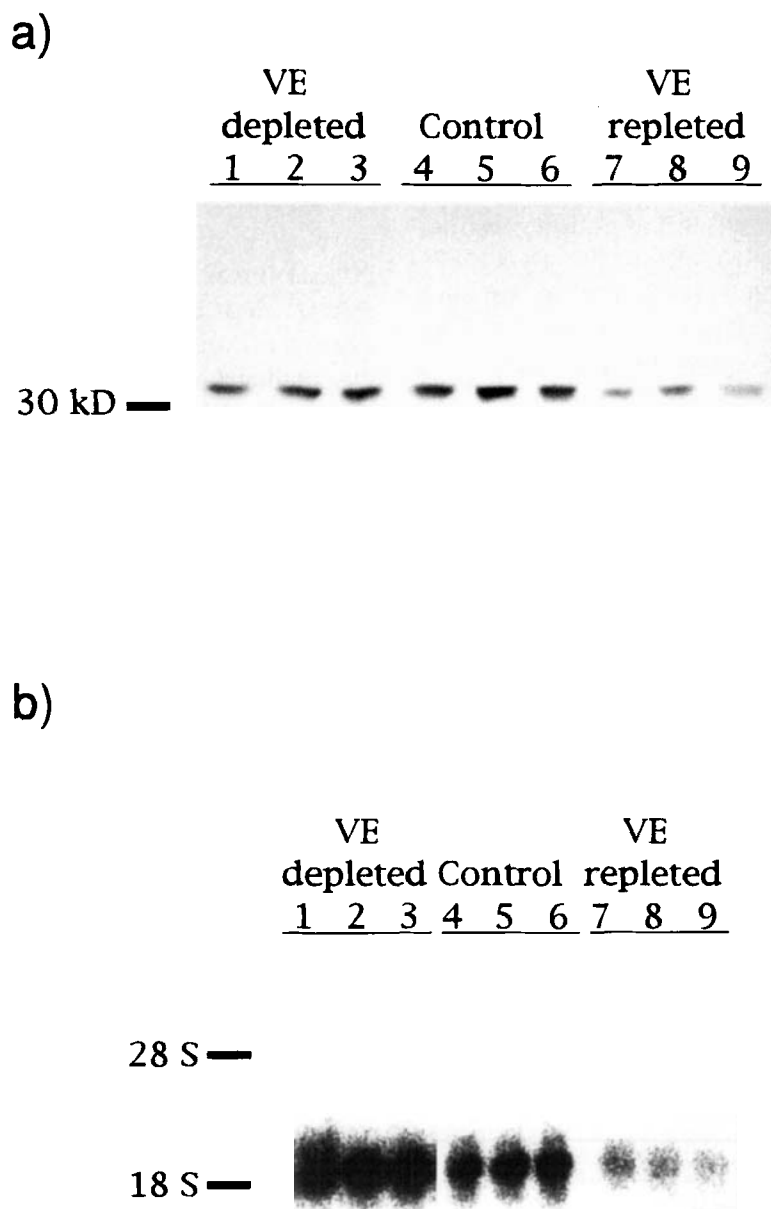 a)
VE depleted Control VE repleted
1 2 3 4 5 6 7 8 9
30 kD
b)
VE depleted Control VE repleted
1 2 3 4 5 6 7 8 9
28 S
18 S